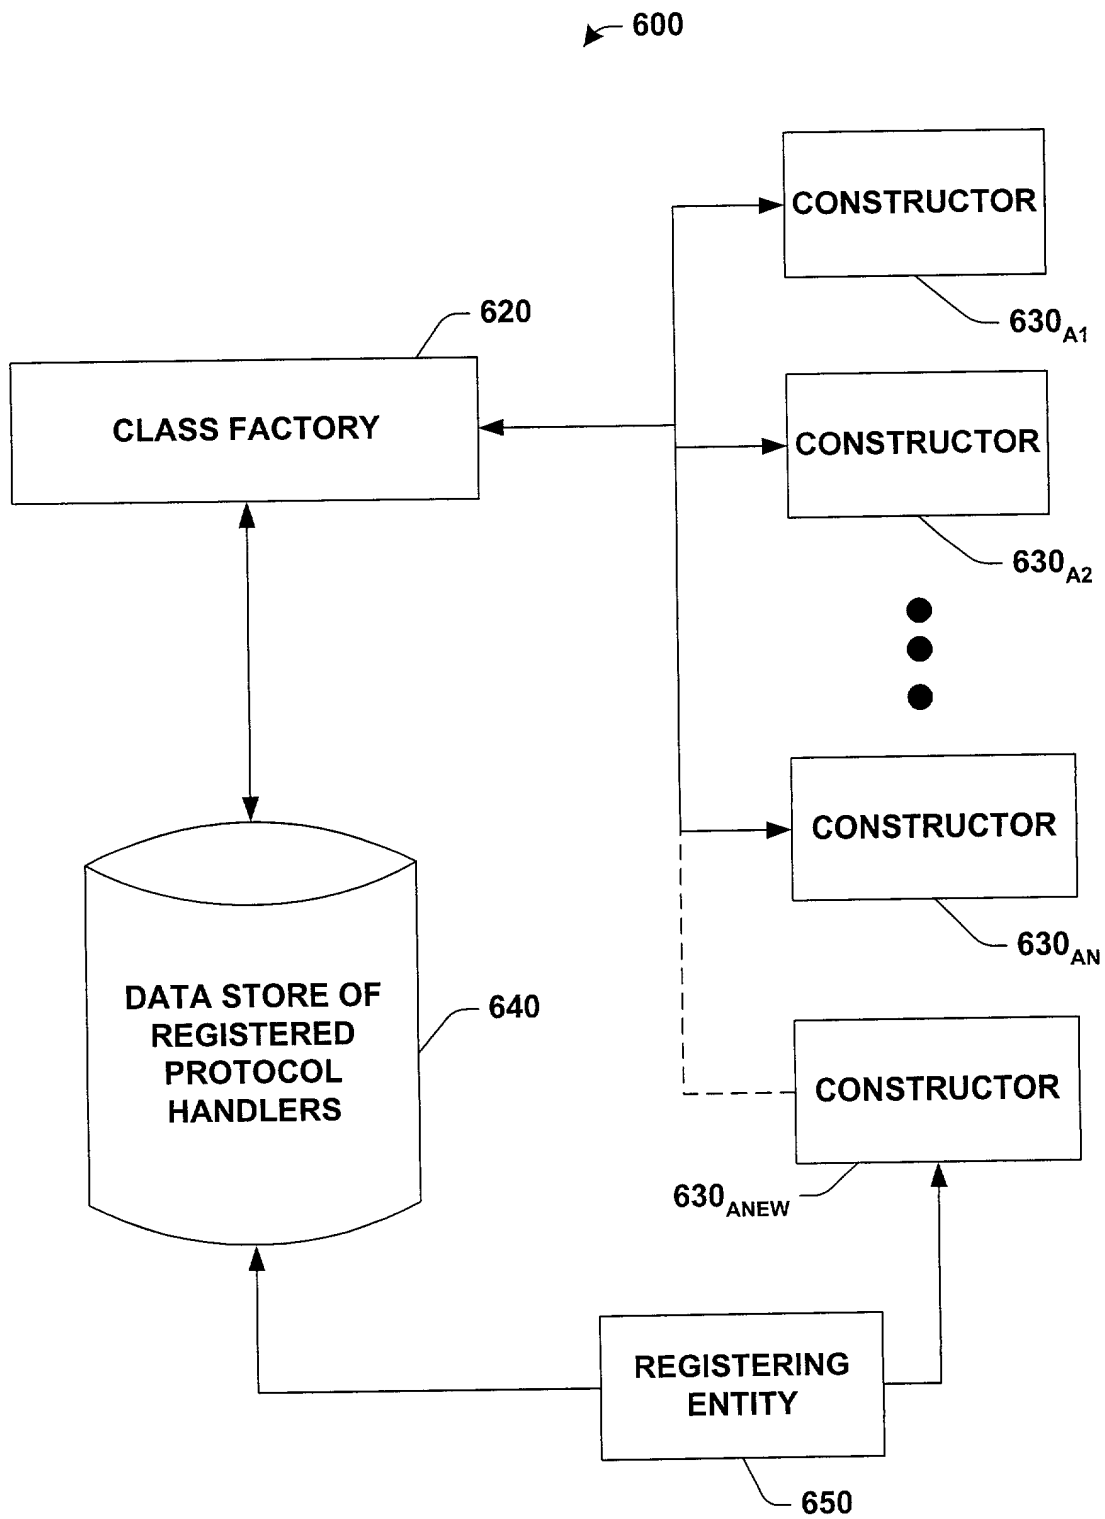 600
CONSTRUCTOR
630A1
620
CLASS FACTORY
CONSTRUCTOR
630A2
CONSTRUCTOR
630AN
DATA STORE OF
REGISTERED
PROTOCOL
HANDLERS
640
CONSTRUCTOR
630ANEW
REGISTERING
ENTITY
650